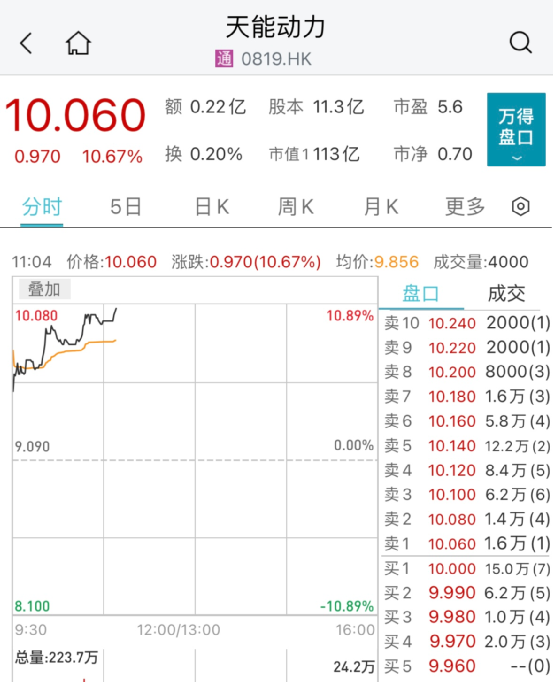 天能动力
通 0819.HK
10.060
0.970 10.67%
额 0.22亿 股本 11.3亿 市盈 5.6
换 0.20% 市值1 113亿 市净 0.70
万得
盘口
分时 5日 日K 周K 月K 更多
11:04 价格:10.060 涨跌:0.970(10.67%) 均价:9.856 成交量:4000
叠加
盘口 成交
10.080 10.89%
9.090 0.00%
8.100 -10.89%
9:30 12:00/13:00 16:00
总量:223.7万
24.2万
卖10 10.240 2000(1)
卖9 10.220 2000(1)
卖8 10.200 8000(3)
卖7 10.180 1.6万(3)
卖6 10.160 5.8万(4)
卖5 10.140 12.2万(2)
卖4 10.120 8.4万(5)
卖3 10.100 6.2万(6)
卖2 10.080 1.4万(4)
卖1 10.060 1.6万(1)
买1 10.000 15.0万(7)
买2 9.990 6.2万(5)
买3 9.980 1.0万(4)
买4 9.970 2.0万(3)
买5 9.960 --(0)